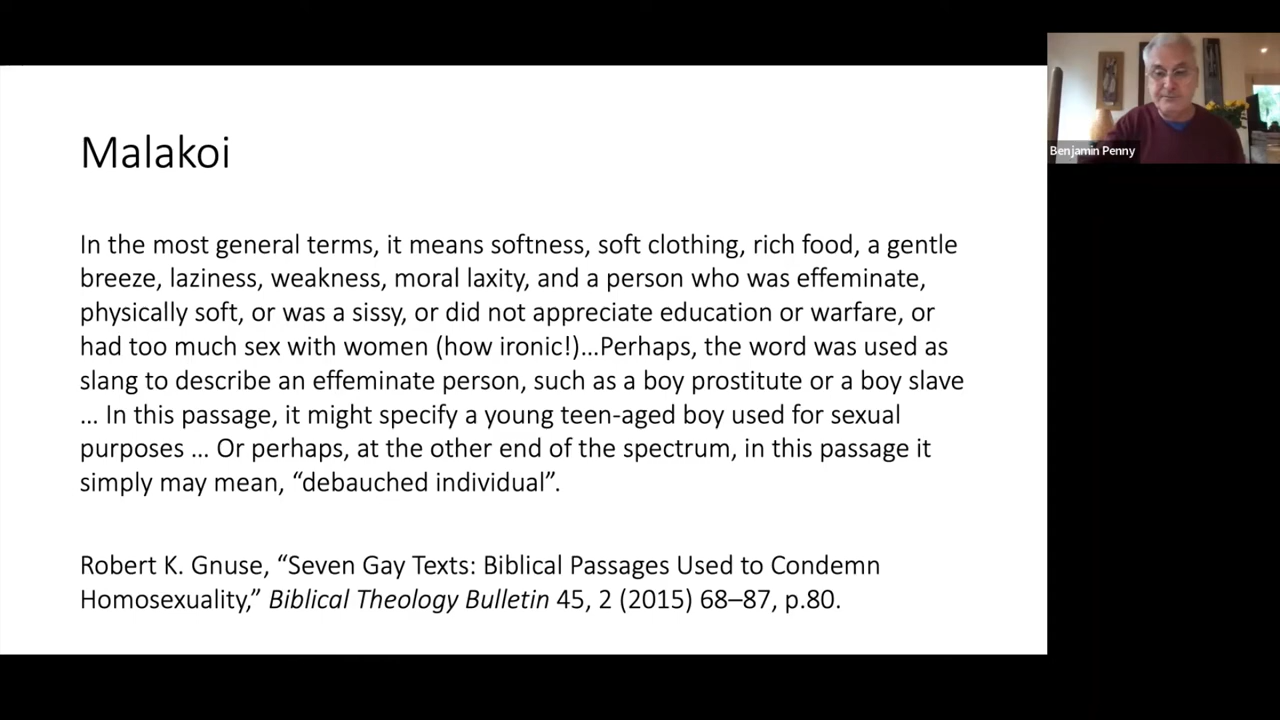 Malakoi
In the most general terms, it means softness, soft clothing, rich food, a gentle
breeze, laziness, weakness, moral laxity, and a person who was effeminate,
physically soft, or was a sissy, or did not appreciate education or warfare, or
had too much sex with women (how ironic!)…Perhaps, the word was used as
slang to describe an effeminate person, such as a boy prostitute or a boy slave
… In this passage, it might specify a young teen-aged boy used for sexual
purposes … Or perhaps, at the other end of the spectrum, in this passage it
simply may mean, “debauched individual”.
Robert K. Gnuse, “Seven Gay Texts: Biblical Passages Used to Condemn
Homosexuality,” Biblical Theology Bulletin 45, 2 (2015) 68–87, p.80.
Benjamin Penny